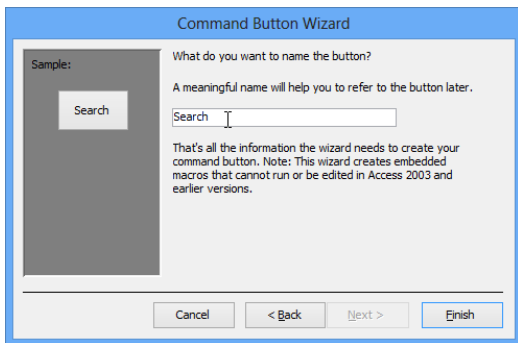 Command Button Wizard
Sample:
Search
What do you want to name the button?
A meaningful name will help you to refer to the button later.
Search
That's all the information the wizard needs to create your
command button. Note: This wizard creates embedded
macros that cannot run or be edited in Access 2003 and
earlier versions.
Cancel
< Back
Next >
Finish